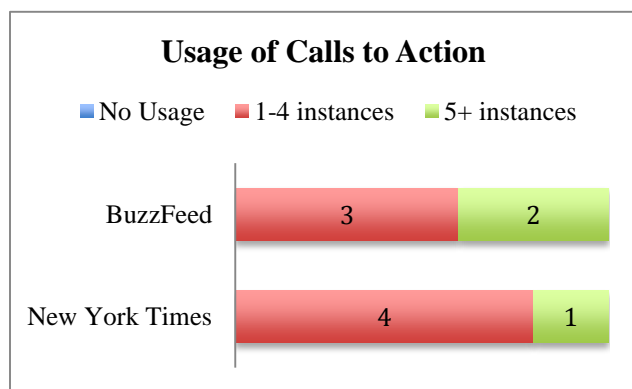 Usage of Calls to Action
No Usage 1-4 instances 5+ instances
BuzzFeed 3 2
New York Times 4 1